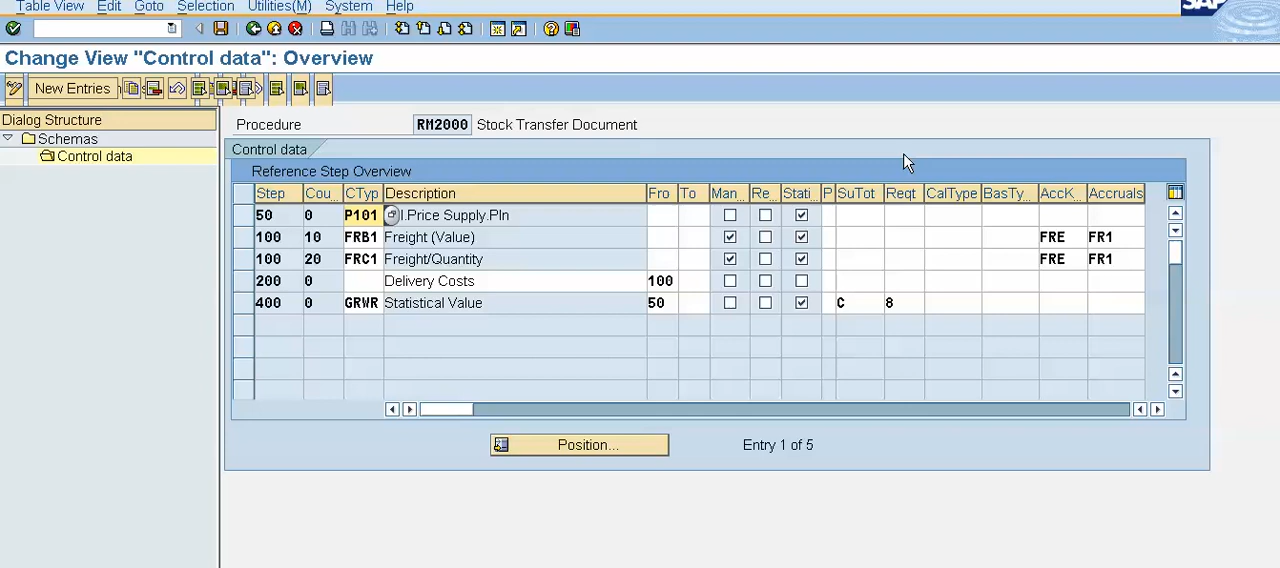 Table View Edit Goto Selection Utilities(M) System Help
SAP
Change View "Control data": Overview
New Entries
Dialog Structure
Schemas
Control data
Procedure RM2000 Stock Transfer Document
Control data
Reference Step Overview
Step Cou... CTyp Description Fro To Man... Re... Stati... P SuTot Reqt CalType BasTy... AccK... Accruals
50 0 P101 l.Price Supply.Pln
100 10 FRB1 Freight (Value) FRE FR1
100 20 FRC1 Freight/Quantity FRE FR1
200 0 Delivery Costs 100
400 0 GRWR Statistical Value 50 C 8
Position... Entry 1 of 5